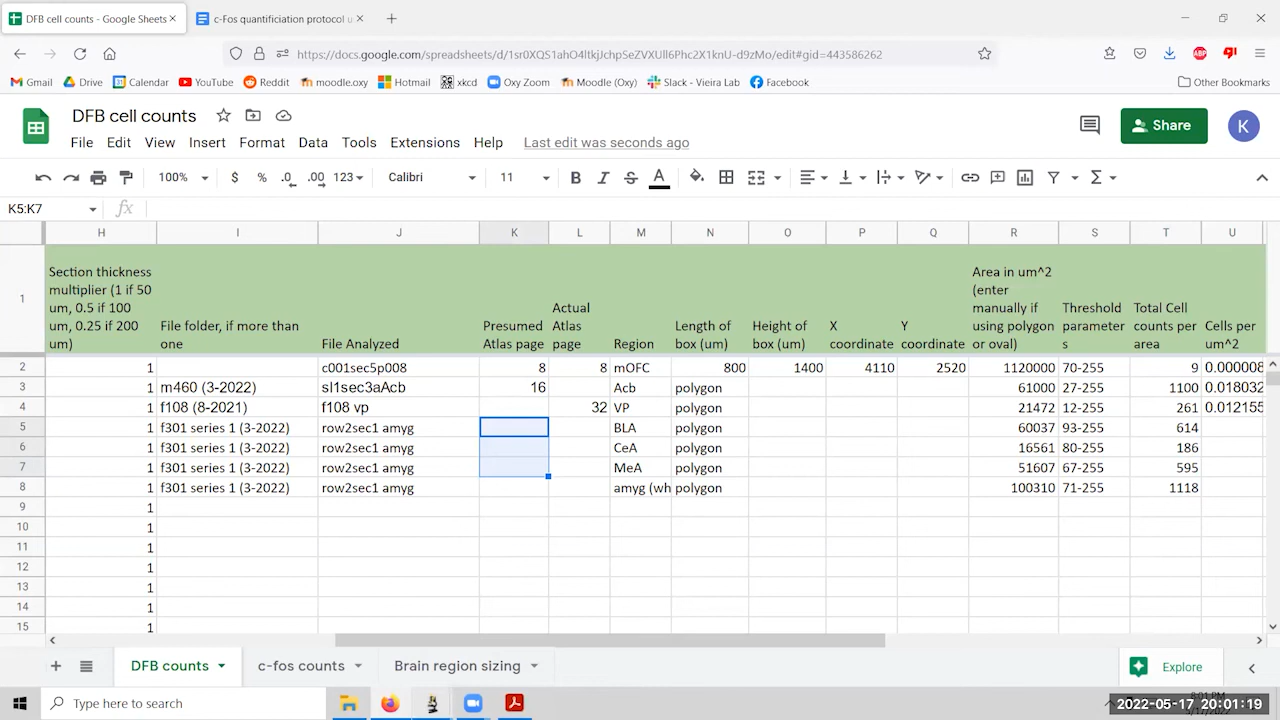 DFB cell counts - Google Sheets
c-Fos quantificiation protocol u
https://docs.google.com/spreadsheets/d/1sr0XQS1ahO4ltkjJchpSeZVXUll6Phc2X1knU-d9zMo/edit#gid=443586262
Gmail Drive Calendar YouTube Reddit moodle.oxy Hotmail xkcd Oxy Zoom Moodle (Oxy) Slack - Vieira Lab Facebook Other Bookmarks
DFB cell counts
File Edit View Insert Format Data Tools Extensions Help Last edit was seconds ago
Share
K
100% $ % .0 .00 123 Calibri 11 B I S A
K5:K7 fx
H I J K L M N O P Q R S T U
1
Section thickness
multiplier (1 if 50
um, 0.5 if 100
um, 0.25 if 200
um)
File folder, if more than
one
File Analyzed
Presumed
Atlas page
Actual
Atlas
page
Region
Length of
box (um)
Height of
box (um)
X
coordinate
Y
coordinate
Area in um^2
(enter
manually if
using polygon
or oval)
Threshold
parameter
s
Total Cell
counts per
area
Cells per
um^2
2 1 c001sec5p008 8 8 mOFC 800 1400 4110 2520 1120000 70-255 9 0.000008
3 1 m460 (3-2022) sl1sec3aAcb 16 Acb polygon 61000 27-255 1100 0.018032
4 1 f108 (8-2021) f108 vp 32 VP polygon 21472 12-255 261 0.012155
5 1 f301 series 1 (3-2022) row2sec1 amyg BLA polygon 60037 93-255 614
6 1 f301 series 1 (3-2022) row2sec1 amyg CeA polygon 16561 80-255 186
7 1 f301 series 1 (3-2022) row2sec1 amyg MeA polygon 51607 67-255 595
8 1 f301 series 1 (3-2022) row2sec1 amyg amyg (wh polygon 100310 71-255 1118
9 1
10 1
11 1
12 1
13 1
14 1
15 1
DFB counts c-fos counts Brain region sizing Explore
Type here to search
2022-05-17 20:01:19